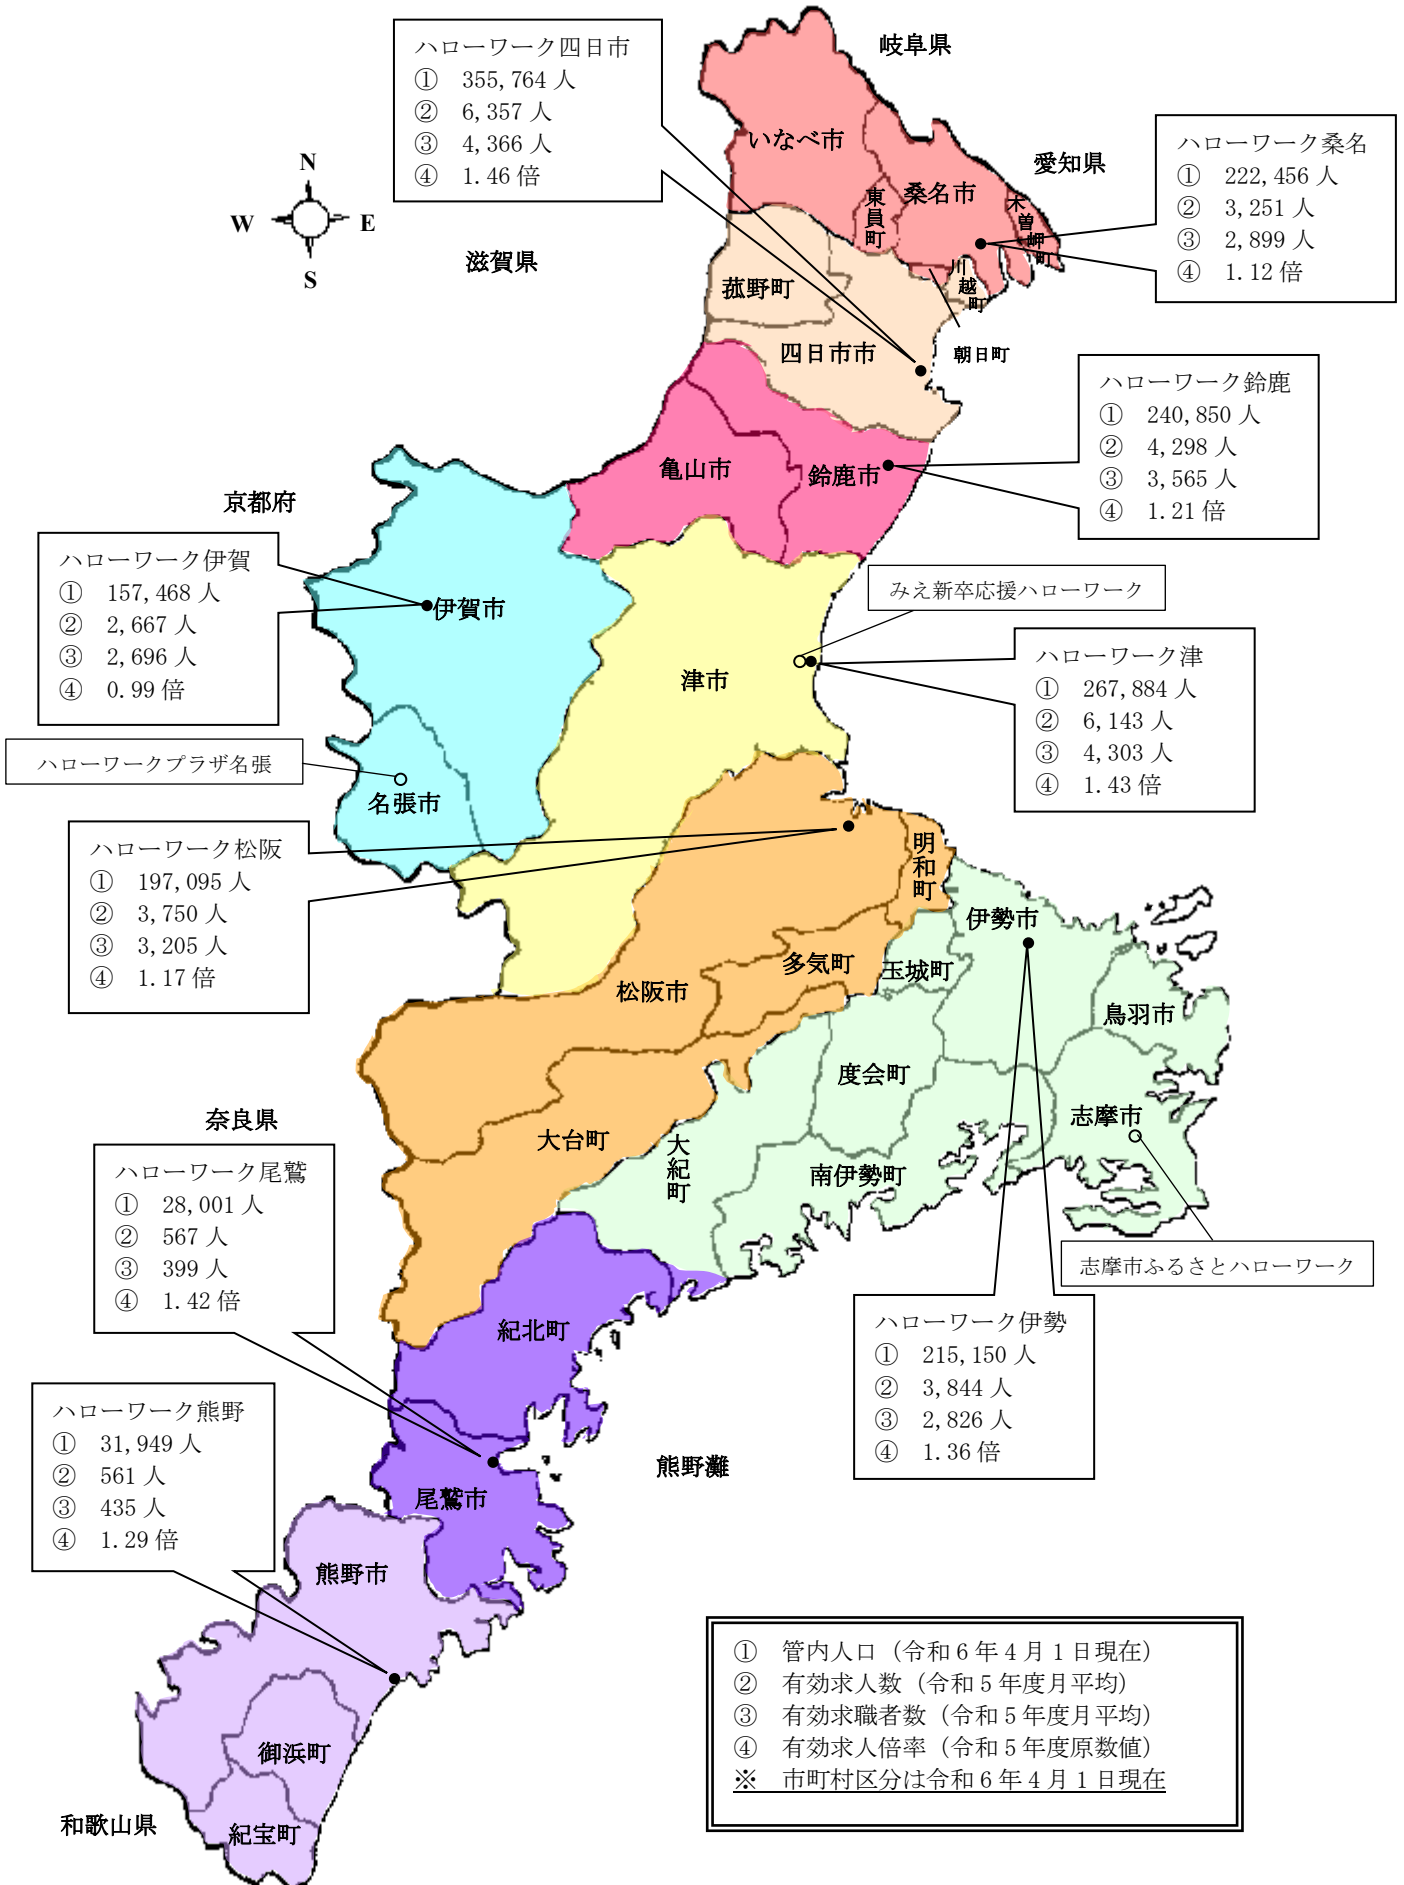 岐阜県
ハローワーク四日市
① 355,764 人
② 6,357 人
③ 4,366 人
④ 1.46 倍
いなべ市
愛知県
ハローワーク桑名
① 222,456 人
② 3,251 人
③ 2,899 人
④ 1.12 倍
N
W
E
S
東員町
桑名市
木曽岬町
滋賀県
菰野町
川越町
四日市市
朝日町
ハローワーク鈴鹿
① 240,850 人
② 4,298 人
③ 3,565 人
④ 1.21 倍
亀山市
鈴鹿市
京都府
ハローワーク伊賀
① 157,468 人
② 2,667 人
③ 2,696 人
④ 0.99 倍
伊賀市
みえ新卒応援ハローワーク
津市
ハローワーク津
① 267,884 人
② 6,143 人
③ 4,303 人
④ 1.43 倍
ハローワークプラザ名張
名張市
ハローワーク松阪
① 197,095 人
② 3,750 人
③ 3,205 人
④ 1.17 倍
明和町
伊勢市
多気町
玉城町
松阪市
鳥羽市
度会町
奈良県
大台町
大紀町
志摩市
南伊勢町
ハローワーク尾鷲
① 28,001 人
② 567 人
③ 399 人
④ 1.42 倍
志摩市ふるさとハローワーク
紀北町
ハローワーク伊勢
① 215,150 人
② 3,844 人
③ 2,826 人
④ 1.36 倍
ハローワーク熊野
① 31,949 人
② 561 人
③ 435 人
④ 1.29 倍
熊野灘
尾鷲市
熊野市
御浜町
和歌山県
紀宝町
① 管内人口（令和６年４月１日現在）
② 有効求人数（令和５年度月平均）
③ 有効求職者数（令和５年度月平均）
④ 有効求人倍率（令和５年度原数値）
※ 市町村区分は令和６年４月１日現在